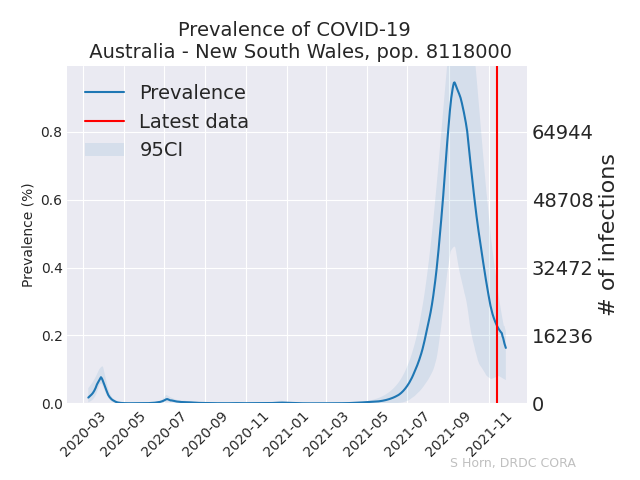 Prevalence of COVID-19
Australia - New South Wales, pop. 8118000
Prevalence
Latest data
95CI
Prevalence (%)
0.8
0.6
0.4
0.2
0.0
64944
48708
32472
16236
0
# of infections
2020-03
2020-05
2020-07
2020-09
2020-11
2021-01
2021-03
2021-05
2021-07
2021-09
2021-11
S Horn, DRDC CORA